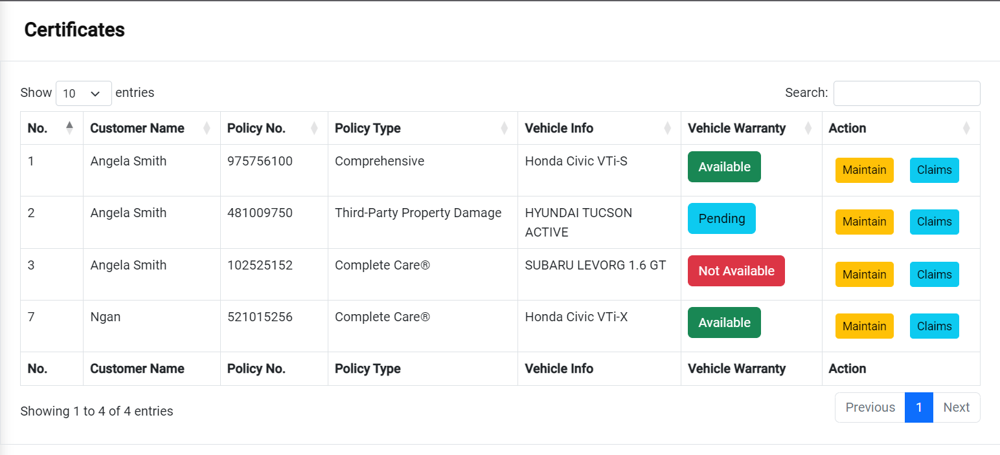 Certificates
Show 10 entries Search:
No. Customer Name Policy No. Policy Type Vehicle Info Vehicle Warranty Action
1 Angela Smith 975756100 Comprehensive Honda Civic VTi-S Available Maintain Claims
2 Angela Smith 481009750 Third-Party Property Damage HYUNDAI TUCSON Pending Maintain Claims
ACTIVE
3 Angela Smith 102525152 Complete Care® SUBARU LEVORG 1.6 GT Not Available Maintain Claims
7 Ngan 521015256 Complete Care® Honda Civic VTi-X Available Maintain Claims
No. Customer Name Policy No. Policy Type Vehicle Info Vehicle Warranty Action
Showing 1 to 4 of 4 entries Previous 1 Next